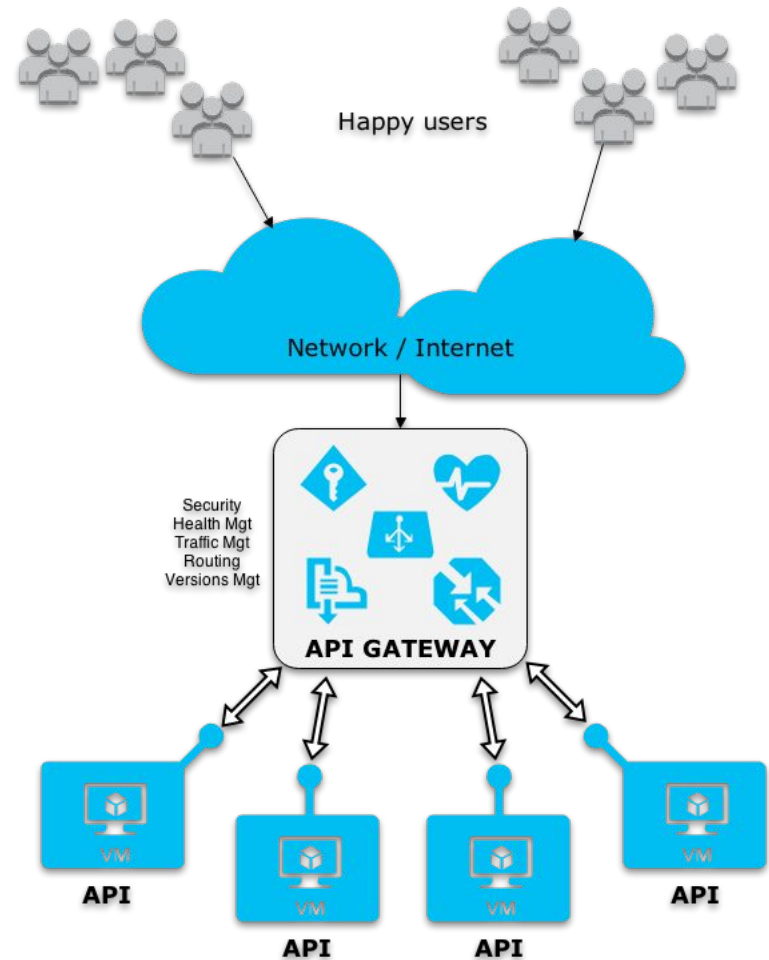 Happy users
Network / Internet
Security
Health Mgt
Traffic Mgt
Routing
Versions Mgt
API GATEWAY
VM
API
VM
API
VM
API
VM
API